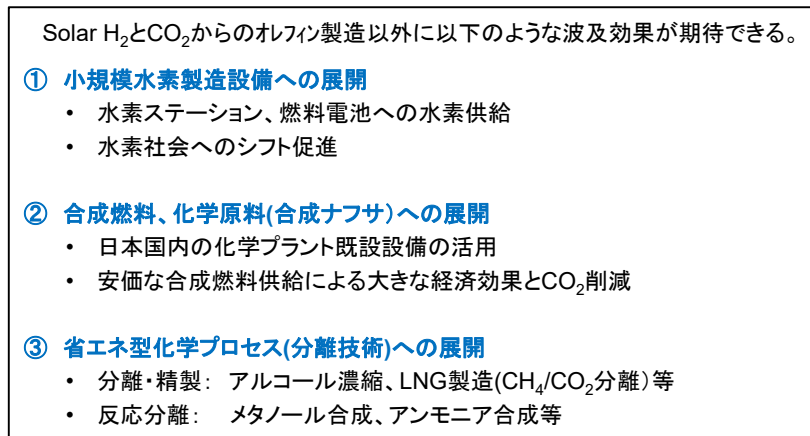 Solar H₂とCO₂からのオレフィン製造以外に以下のような波及効果が期待できる。
① 小規模水素製造設備への展開
• 水素ステーション、燃料電池への水素供給
• 水素社会へのシフト促進
② 合成燃料、化学原料(合成ナフサ）への展開
• 日本国内の化学プラント既設設備の活用
• 安価な合成燃料供給による大きな経済効果とCO₂削減
③ 省エネ型化学プロセス(分離技術)への展開
• 分離・精製： アルコール濃縮、LNG製造(CH₄/CO₂分離）等
• 反応分離： メタノール合成、アンモニア合成等